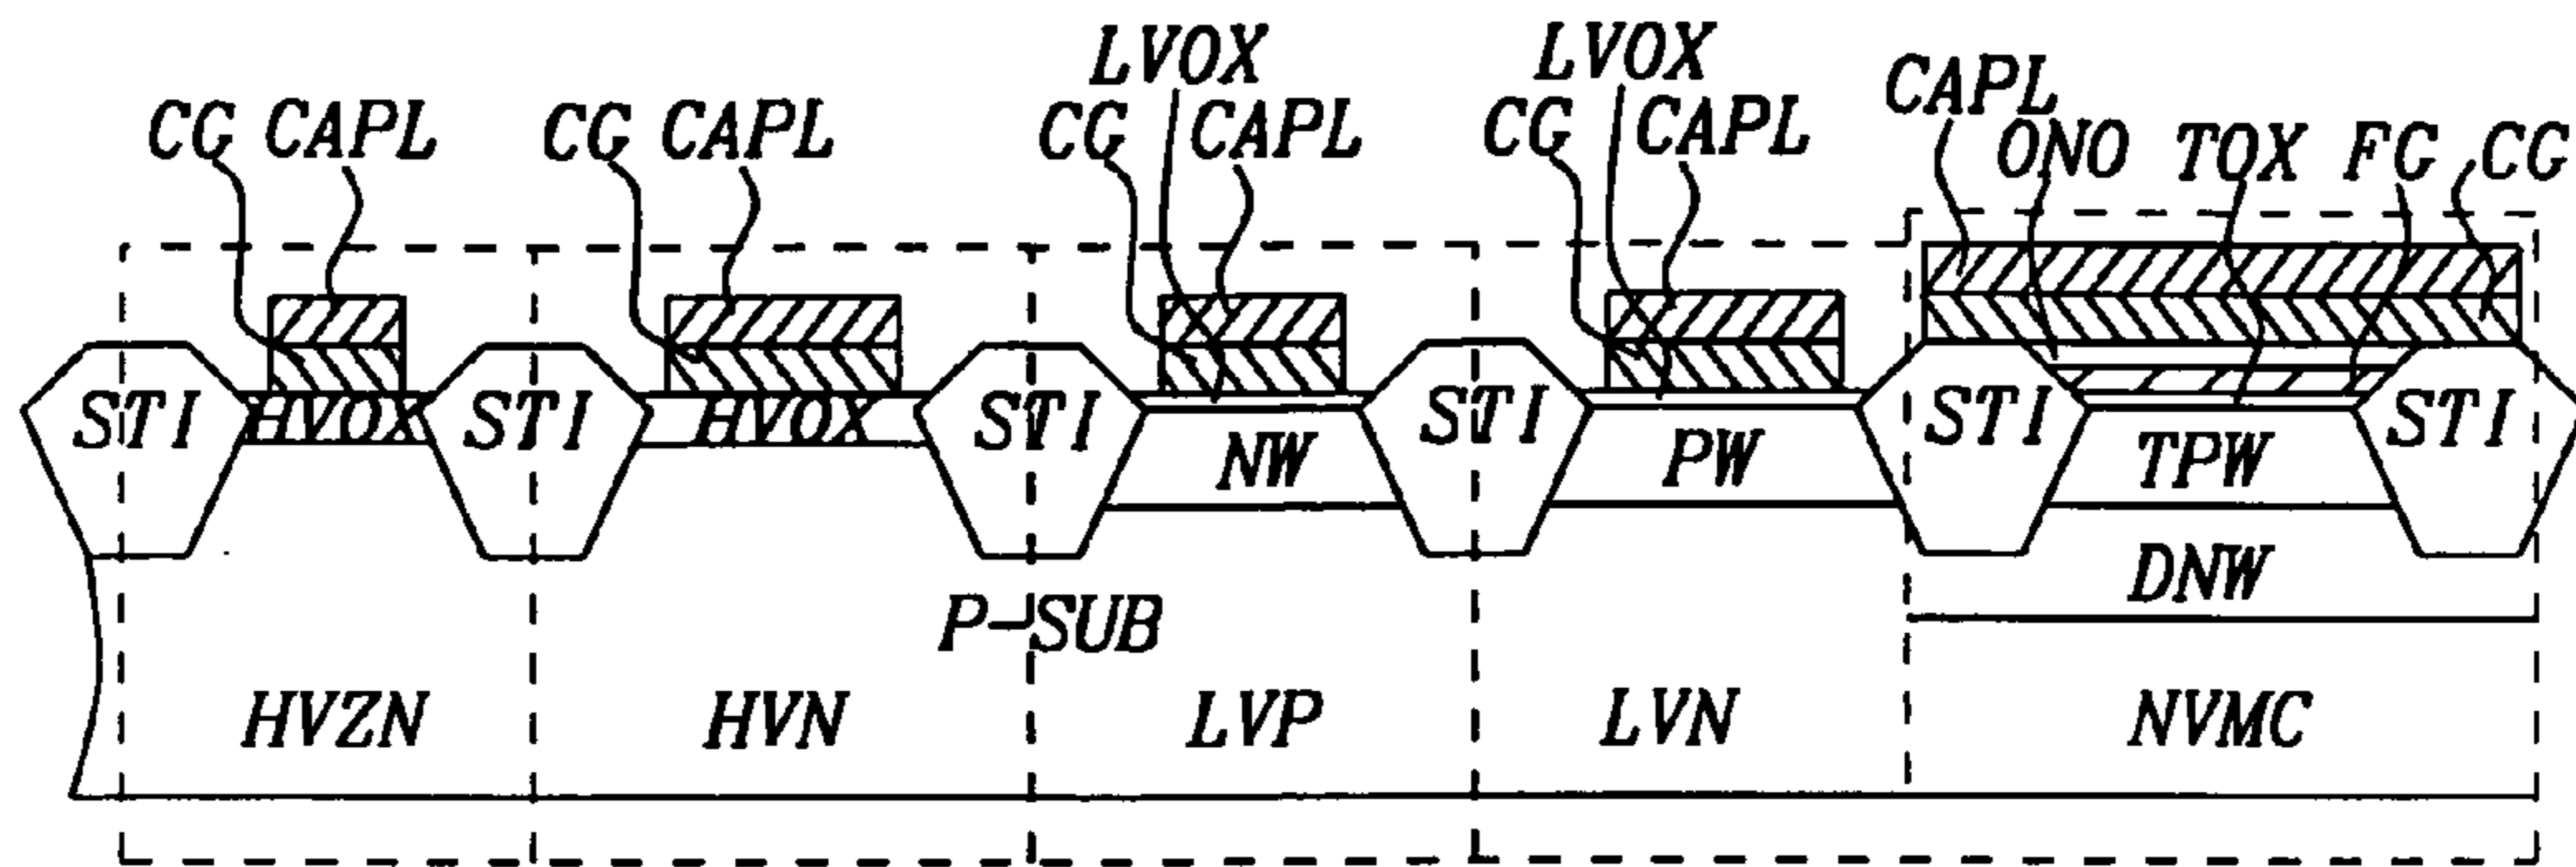 LVOX LVOX
CG CAPL CG CAPL CG CAPL CG CAPL CAPL ONO TOX FG CG
STI HVOX STI HVOX STI NW STI PW STI TPW STI
DNW
P-SUB
HVZN HVN LVP LVN NVMC